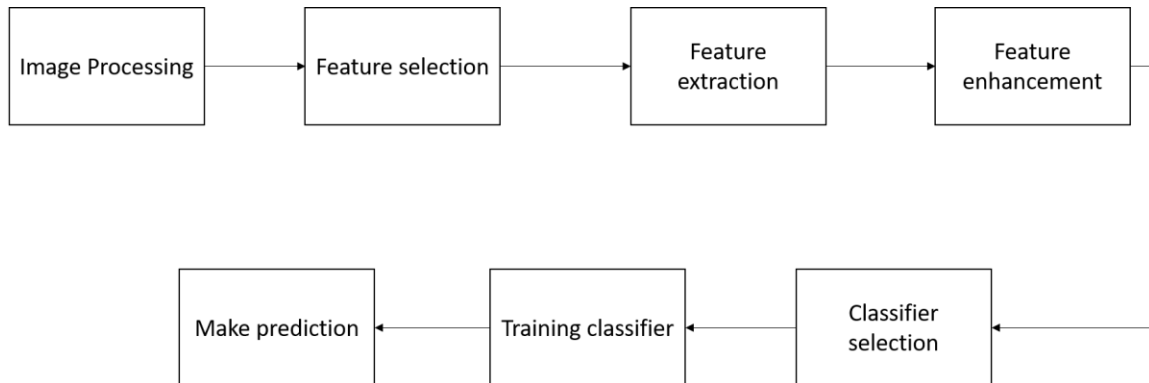 Image Processing
Feature selection
Feature
extraction
Feature
enhancement
Classifier
selection
Training classifier
Make prediction